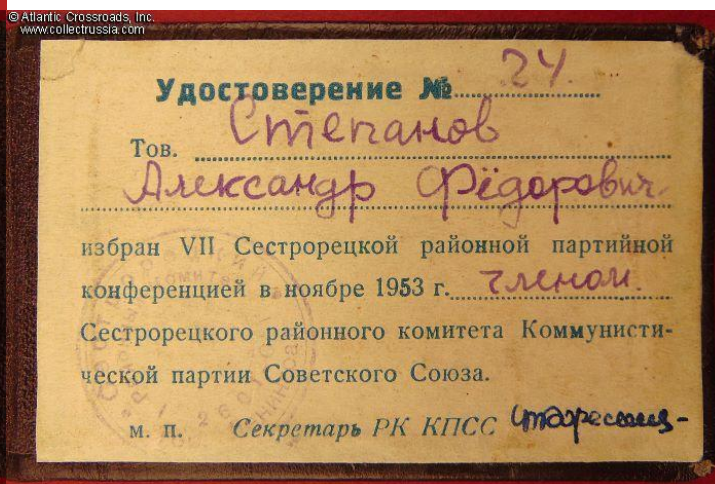 © Atlantic Crossroads, Inc.
www.collectrussia.com
Удостоверение № 24.
Тов. Степанов
Александр Фёдорович.
избран VII Сестрорецкой районной партийной
конференцией в ноябре 1953 г. членом.
Сестрорецкого районного комитета Коммунисти-
ческой партии Советского Союза.
м. п. Секретарь РК КПСС